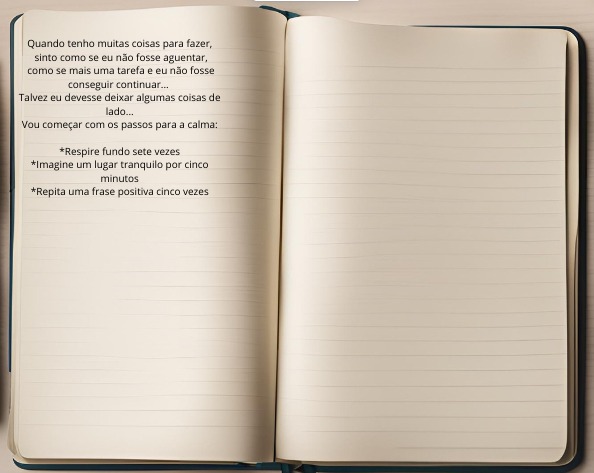 Quando tenho muitas coisas para fazer,
sinto como se eu não fosse aguentar,
como se mais uma tarefa e eu não fosse
conseguir continuar...
Talvez eu devesse deixar algumas coisas de
lado...
Vou começar com os passos para a calma:
*Respire fundo sete vezes
*Imagine um lugar tranquilo por cinco
minutos
*Repita uma frase positiva cinco vezes